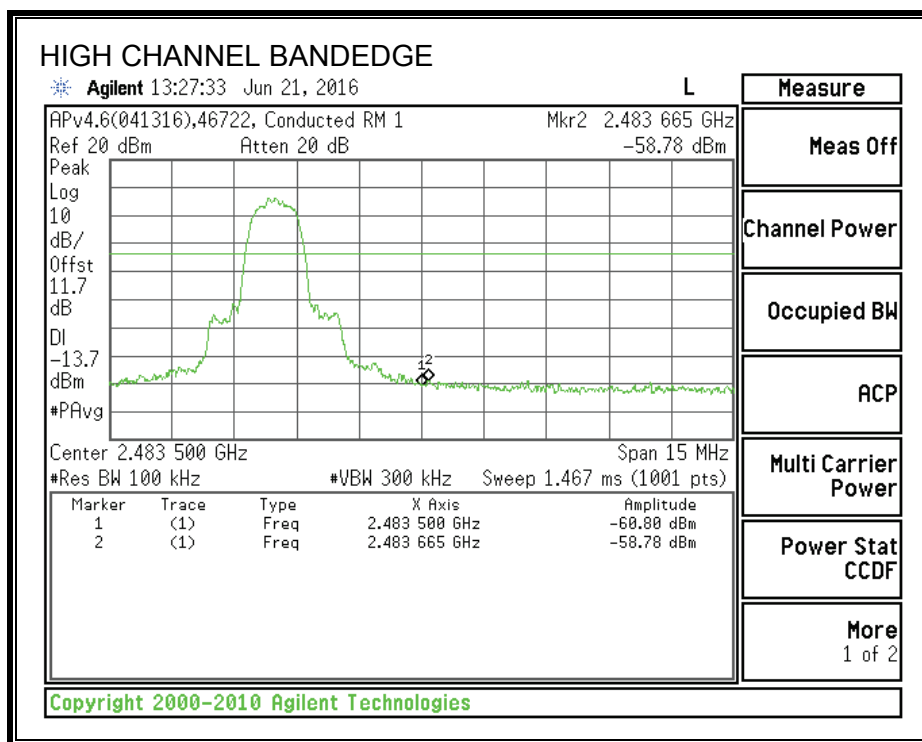 HIGH CHANNEL BANDEDGE
Agilent 13:27:33 Jun 21, 2016 L
APv4.6(041316),46722, Conducted RM 1 Mkr2 2.483 665 GHz
Ref 20 dBm Atten 20 dB -58.78 dBm
Peak
Log
10
dB/
Offst
11.7
dB
DI
-13.7
dBm
#PAvg
1 2
Center 2.483 500 GHz Span 15 MHz
#Res BW 100 kHz #VBW 300 kHz Sweep 1.467 ms (1001 pts)
Marker Trace Type X Axis Amplitude
1 (1) Freq 2.483 500 GHz -60.80 dBm
2 (1) Freq 2.483 665 GHz -58.78 dBm
Measure
Meas Off
Channel Power
Occupied BW
ACP
Multi Carrier
Power
Power Stat
CCDF
More
1 of 2
Copyright 2000-2010 Agilent Technologies